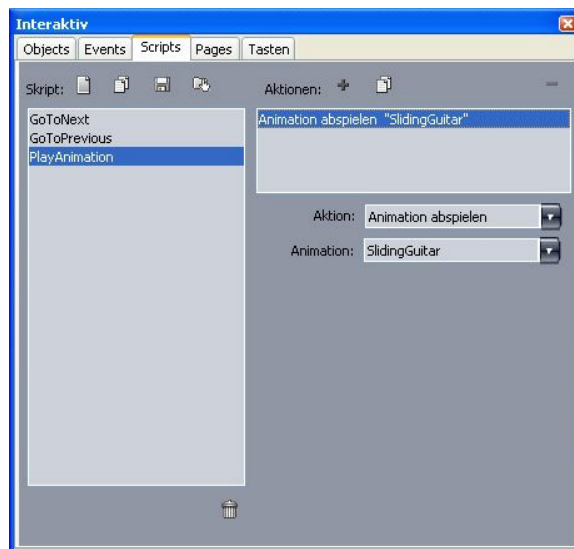 Interaktiv
Objects Events Scripts Pages Tasten
Skript: Aktionen:
GoToNext
GoToPrevious
PlayAnimation
Animation abspielen "SlidingGuitar"
Aktion: Animation abspielen
Animation: SlidingGuitar